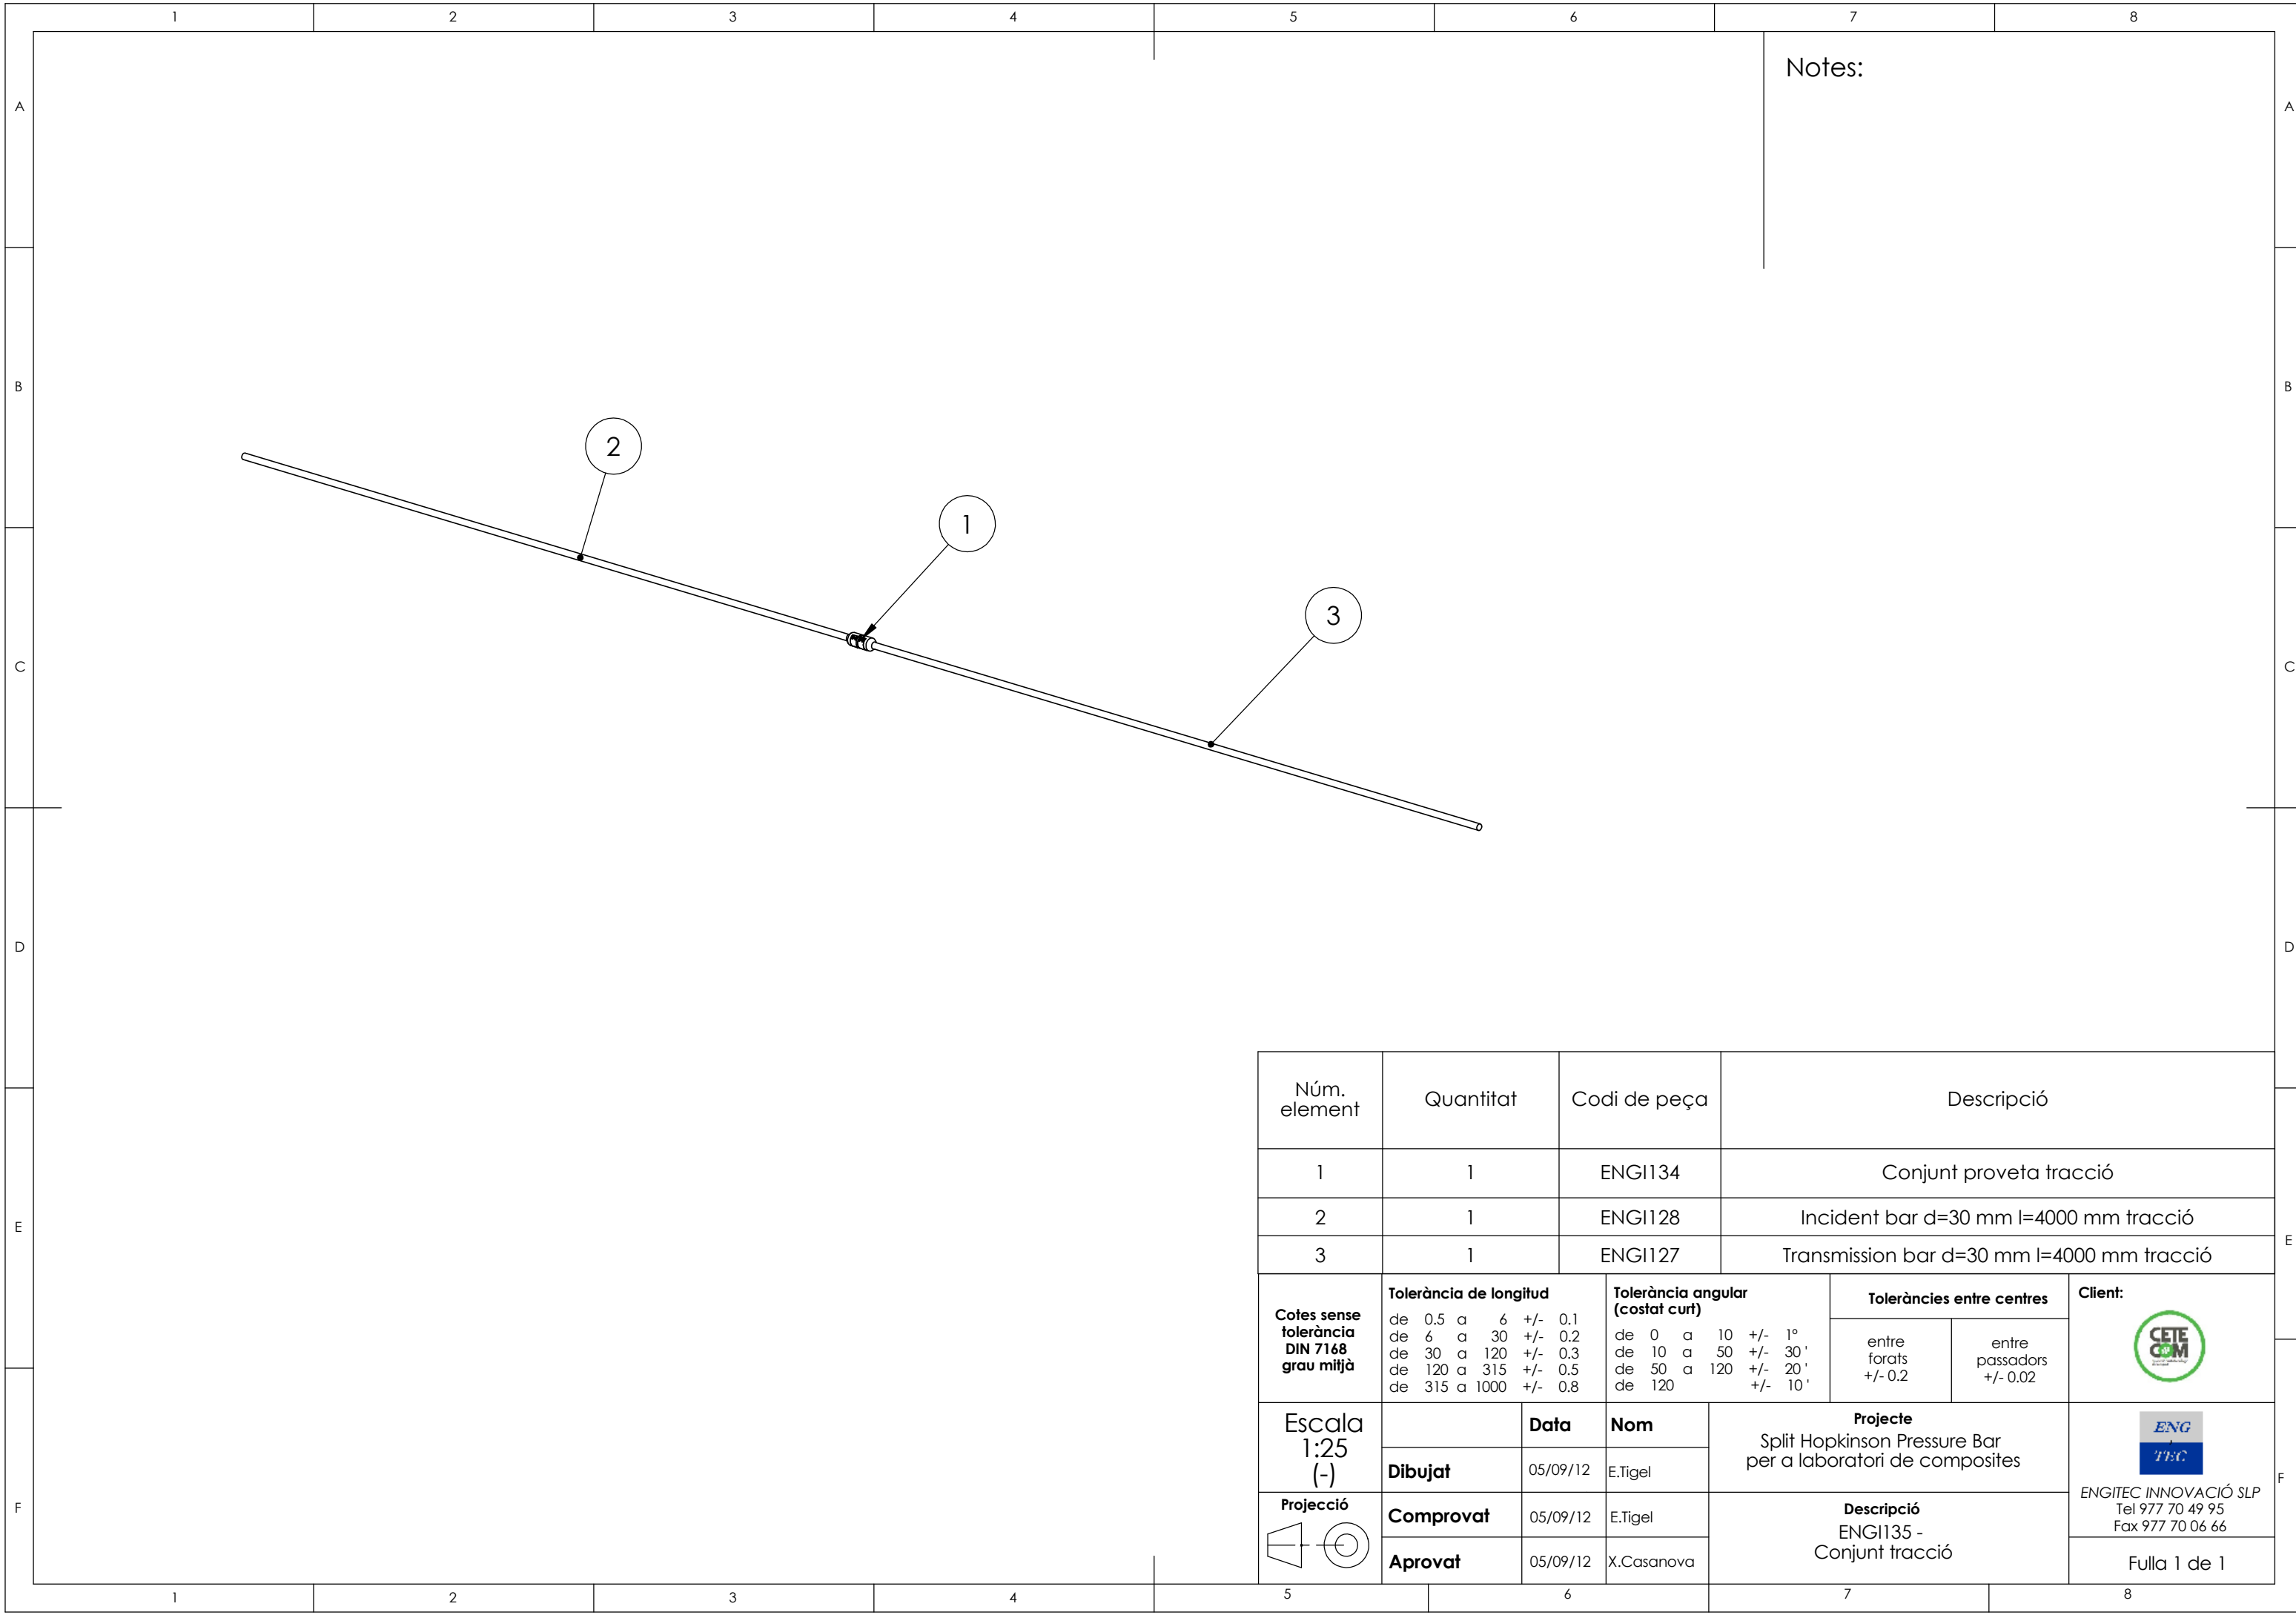 1 2 3 4 5 6 7 8
Notes:
A A
B B
2
1
3
C C
D D
Núm. element Quantitat Codi de peça Descripció
1 1 ENGI134 Conjunt proveta tracció
2 1 ENGI128 Incident bar d=30 mm l=4000 mm tracció
3 1 ENGI127 Transmission bar d=30 mm l=4000 mm tracció
E E
Cotes sense
tolerància
DIN 7168
grau mitjà
Tolerància de longitud
de 0.5 a 6 +/- 0.1
de 6 a 30 +/- 0.2
de 30 a 120 +/- 0.3
de 120 a 315 +/- 0.5
de 315 a 1000 +/- 0.8
Tolerància angular
(costat curt)
de 0 a 10 +/- 1º
de 10 a 50 +/- 30 '
de 50 a 120 +/- 20 '
de 120 +/- 10 '
Toleràncies entre centres
entre
forats
+/- 0.2
entre
passadors
+/- 0.02
Client:
CETE
COM
Escala
1:25
(-)
Data Nom
Dibujat 05/09/12 E.Tigel
Projecció
Comprovat 05/09/12 E.Tigel
Aprovat 05/09/12 X.Casanova
Projecte
Split Hopkinson Pressure Bar
per a laboratori de composites
Descripció
ENGI135 -
Conjunt tracció
ENG
TEC
ENGITEC INNOVACIÓ SLP
Tel 977 70 49 95
Fax 977 70 06 66
Fulla 1 de 1
F F
1 2 3 4 5 6 7 8